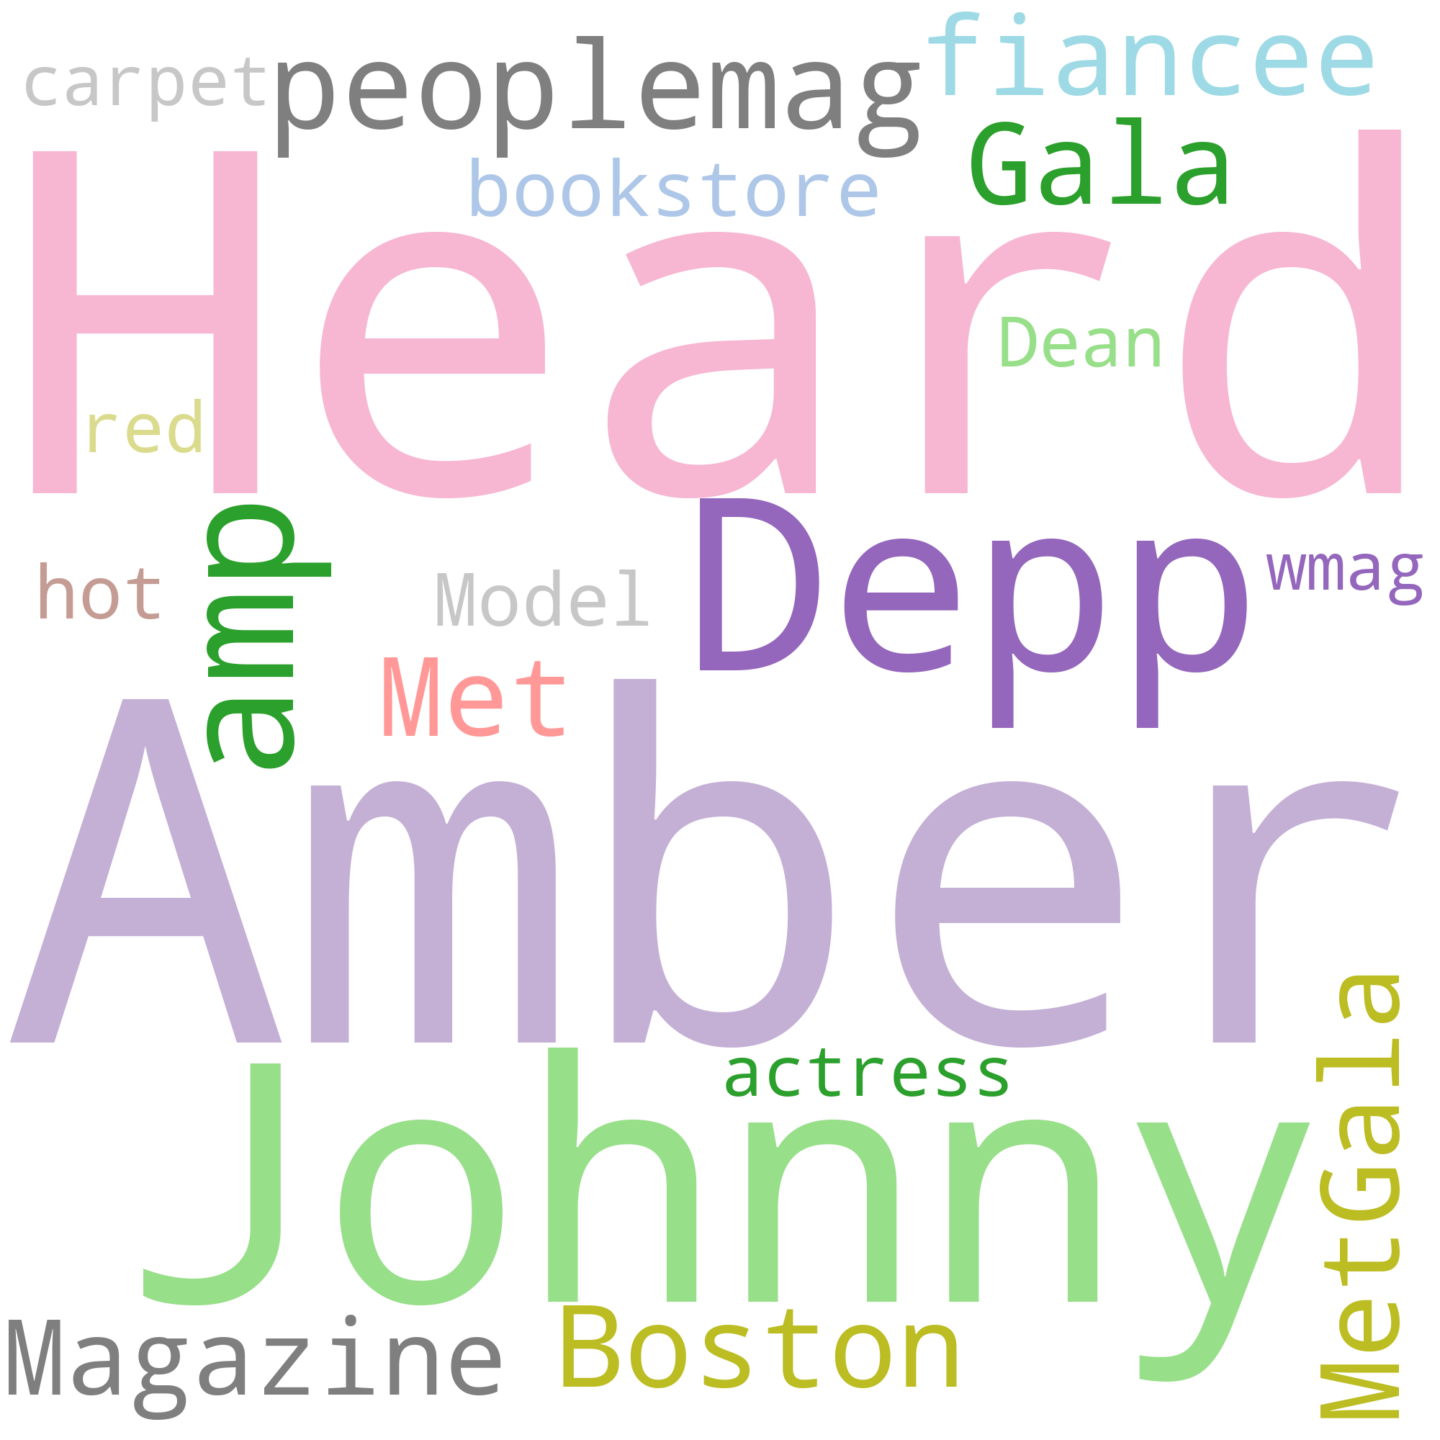 carpet
peoplemag
fiancee
bookstore
Gala
Heard
Dean
red
amp
Depp
hot
Model
wmag
Met
Amber
MetGala
actress
Johnny
Magazine
Boston